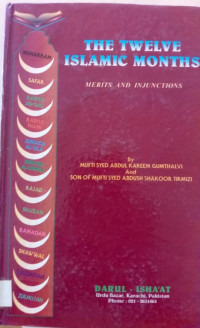 THE TWELVE
ISLAMIC MONTHS
MERITS AND INJUNCTIONS
By
MUFTI SYED ABDUL KAREEM GUMTHALVI
And
SON OF MUFTI SYED ABDUSH SHAKOOR TIRMIZI
DARUL - ISHA'AT
Urdu Bazar, Karachi, Pakistan
MUHARRAM
SAFAR
RAJAB
RAMADAN
SHAWWAL
ZULHIJJAH